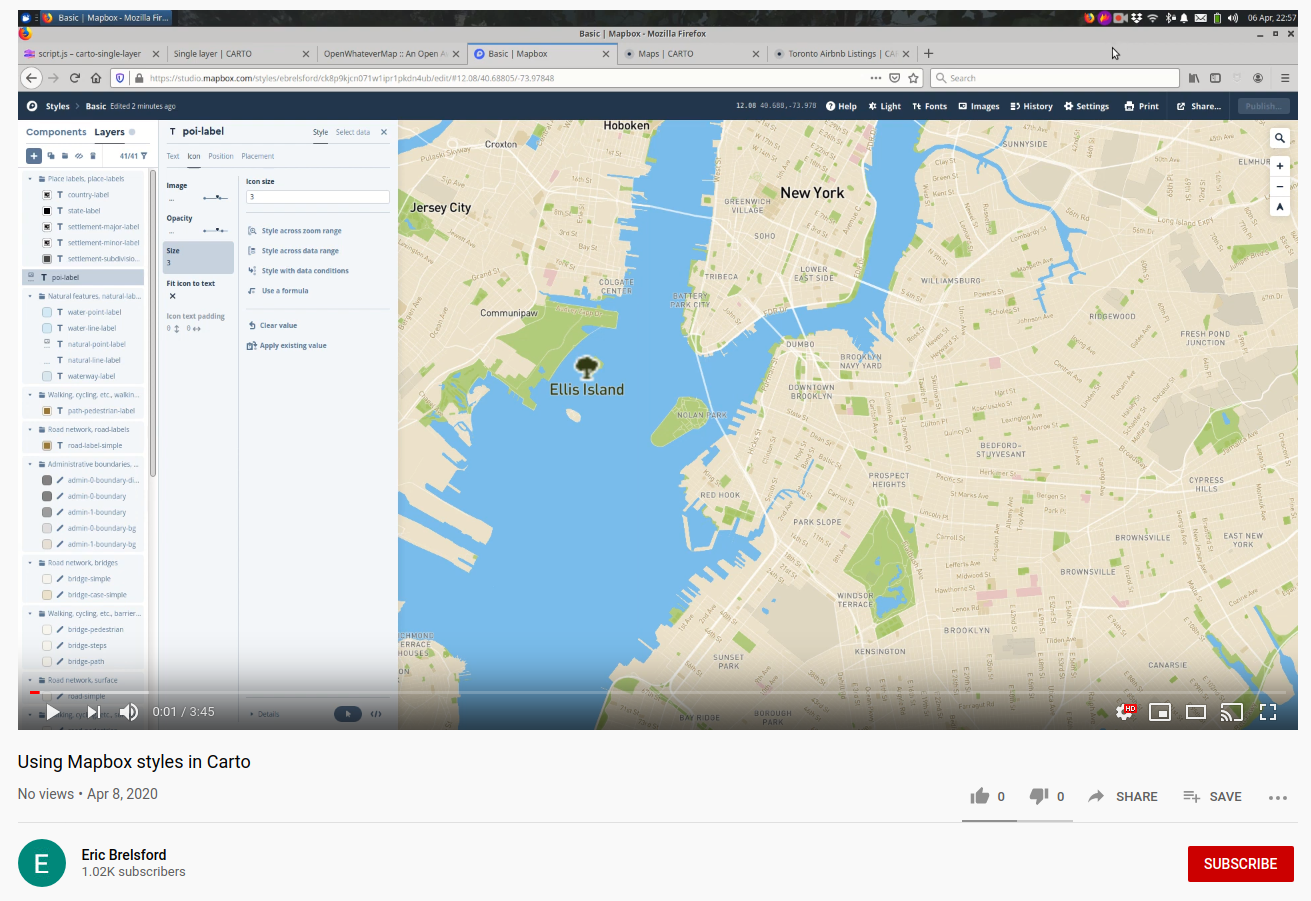 Basic | Mapbox - Mozilla Fir...
06 Apr, 22:57
Basic | Mapbox - Mozilla Firefox
script.js – carto-single-layer
Single layer | CARTO
OpenWhateverMap :: An Open A
Basic | Mapbox
Maps | CARTO
Toronto Airbnb Listings | CA
https://studio.mapbox.com/styles/ebrelsford/ck8p9kjcn071w1ipr1pkdn4ub/edit/#12.08/40.68805/-73.97848
Search
Styles
Basic Edited 2 minutes ago
12.08 40.688,-73.978
Help
Light
Fonts
Images
History
Settings
Print
Share...
Publish...
Components
Layers
41/41
Place labels, place-labels
country-label
state-label
settlement-major-label
settlement-minor-label
settlement-subdivisio...
poi-label
Natural features, natural-lab...
water-point-label
water-line-label
natural-point-label
natural-line-label
waterway-label
Walking, cycling, etc., walkin...
path-pedestrian-label
Road network, road-labels
road-label-simple
Administrative boundaries, ...
admin-0-boundary-di...
admin-0-boundary
admin-1-boundary
admin-0-boundary-bg
admin-1-boundary-bg
Road network, bridges
bridge-simple
bridge-case-simple
Walking, cycling, etc., barrier...
bridge-pedestrian
bridge-steps
bridge-path
Road network, surface
road-simple
poi-label
Style
Select data
Text
Icon
Position
Placement
Image
...
Opacity
...
Size
3
Fit icon to text
Icon text padding
0
0
Icon size
3
Style across zoom range
Style across data range
Style with data conditions
Use a formula
Clear value
Apply existing value
Details
Hoboken
Croxton
Pulaski Skyway
Jersey City
New York
GREENWICH
VILLAGE
SOHO
TRIBECA
LOWER
EAST SIDE
BATTERY
PARK CITY
COLGATE
CENTER
Communipaw
Ellis Island
NOLAN PARK
SUNNYSIDE
ELMHUR
Long Island Expy
WILLIAMSBURG
RIDGEWOOD
FRESH POND
JUNCTION
DUMBO
BROOKLYN
NAVY YARD
DOWNTOWN
BROOKLYN
BEDFORD-
STUYVESANT
PROSPECT
HEIGHTS
RED HOOK
PARK SLOPE
CYPRESS
HILLS
BROWNSVILLE
EAST NEW
YORK
BROWNSVILLE
WINDSOR
TERRACE
BROOKLYN
KENSINGTON
SUNSET
PARK
CANARSIE
BAY RIDGE
BOROUGH
PARK
CHMOND
ERRACE
HOUSES
0:01 / 3:45
HD
Using Mapbox styles in Carto
No views • Apr 8, 2020
0
0
SHARE
SAVE
E
Eric Brelsford
1.02K subscribers
SUBSCRIBE